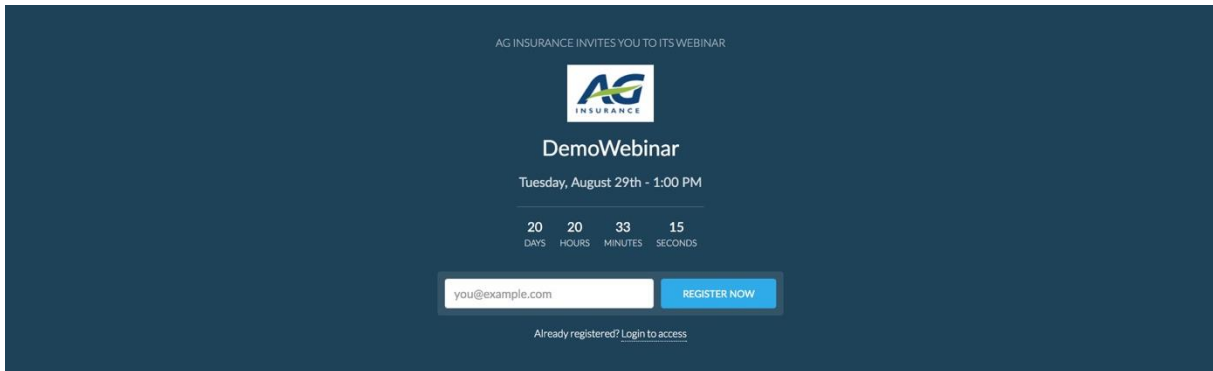 AG INSURANCE INVITES YOU TO ITS WEBINAR
AG
INSURANCE
DemoWebinar
Tuesday, August 29th - 1:00 PM
20 20 33 15
DAYS HOURS MINUTES SECONDS
you@example.com REGISTER NOW
Already registered? Login to access